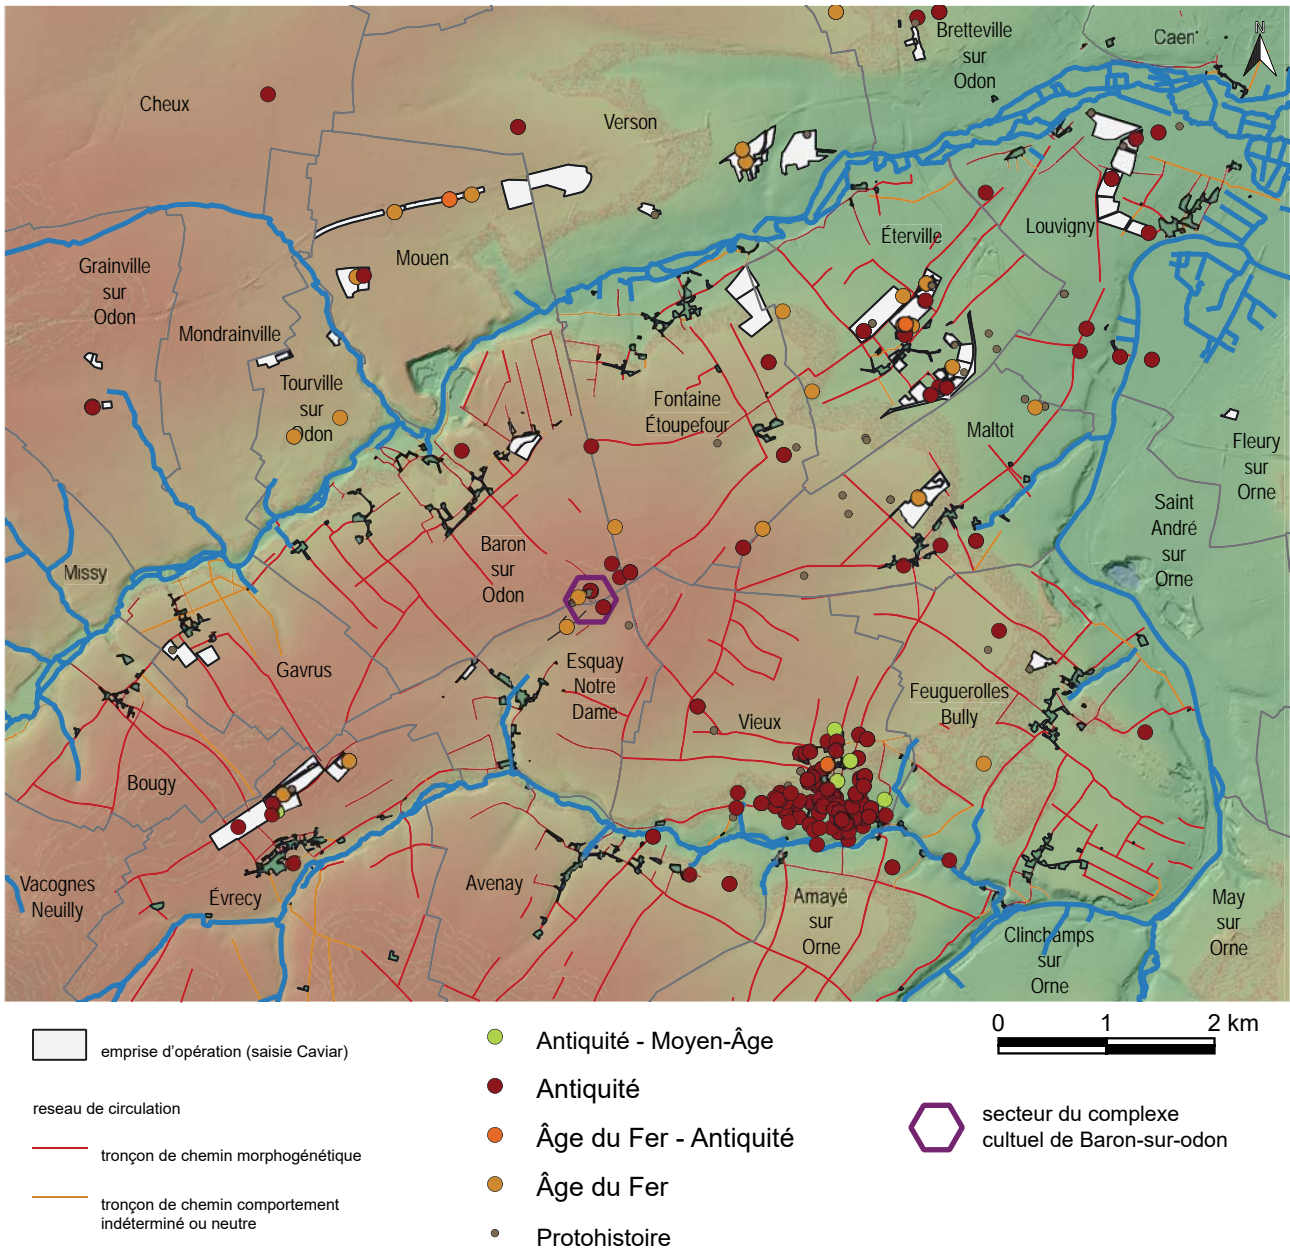 Bretteville
sur
Odon
Caen
N
Cheux
Verson
Louvigny
Éterville
Mouen
Grainville
sur
Odon
Mondrainville
Tourville
sur
Odon
Fontaine
Étoupefour
Maltot
Fleury
sur
Orne
Saint
André
sur
Orne
Baron
sur
Odon
Missy
Gavrus
Esquay
Notre
Dame
Vieux
Feuguerolles
Bully
Bougy
Vacognes
Neuilly
Évrecy
Avenay
Amayé
sur
Orne
Clinchamps
sur
Orne
May
sur
Orne
emprise d'opération (saisie Caviar)
reseau de circulation
tronçon de chemin morphogénétique
tronçon de chemin comportement
indéterminé ou neutre
Antiquité - Moyen-Âge
Antiquité
Âge du Fer - Antiquité
Âge du Fer
Protohistoire
0 1 2 km
secteur du complexe
cultuel de Baron-sur-odon